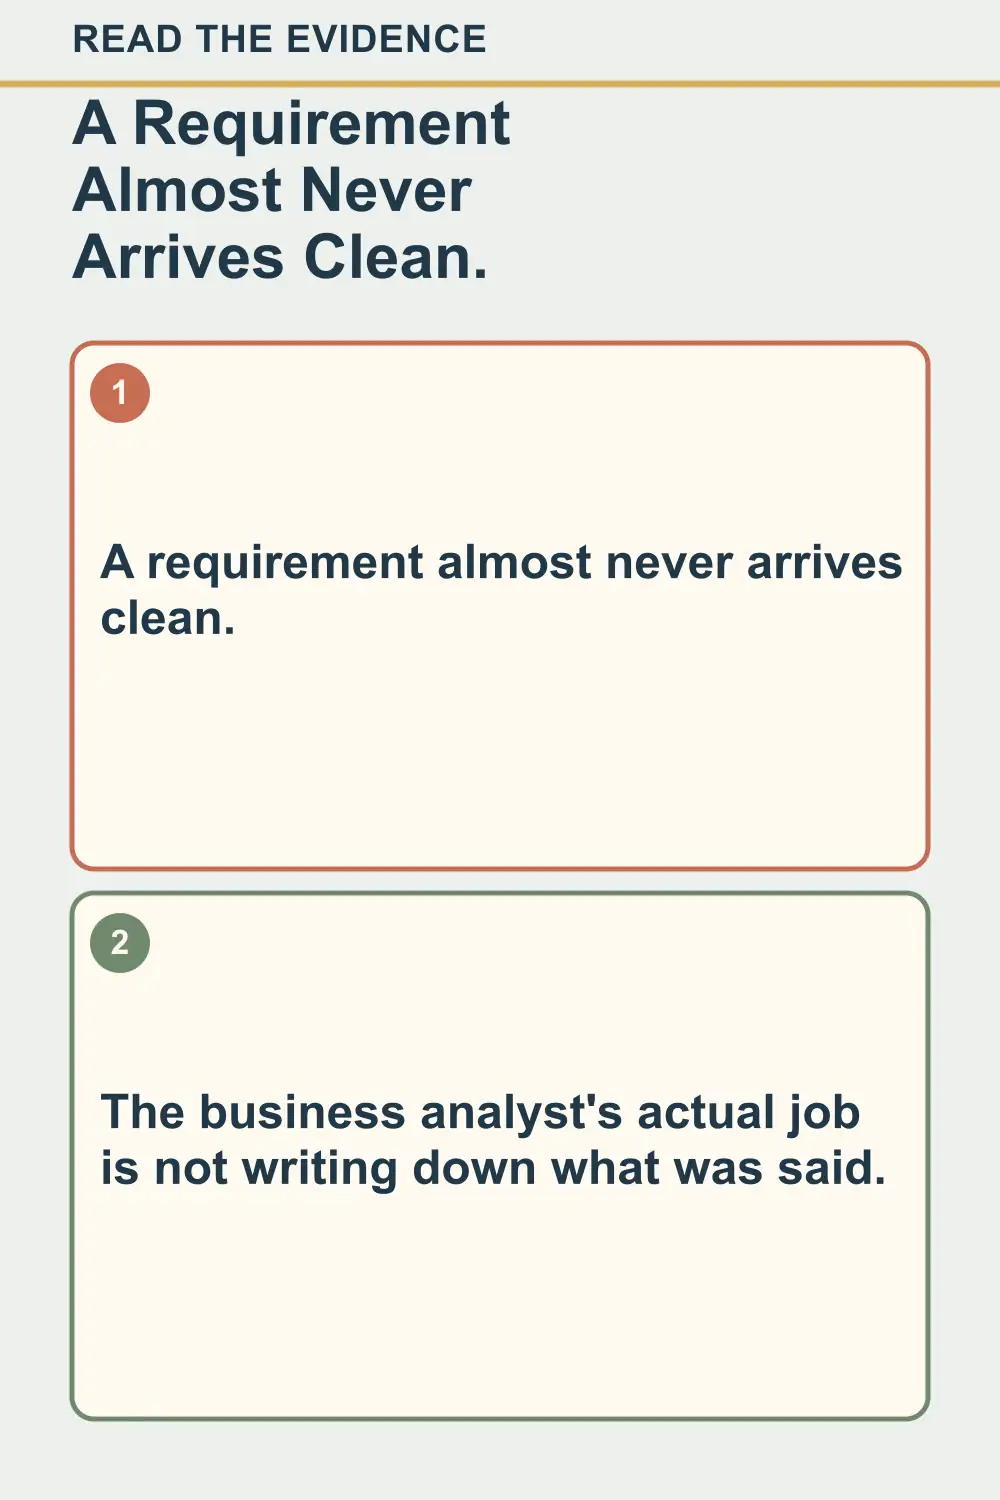 READ THE EVIDENCE
A Requirement
Almost Never
Arrives Clean.
1
A requirement almost never arrives
clean.
2
The business analyst's actual job
is not writing down what was said.